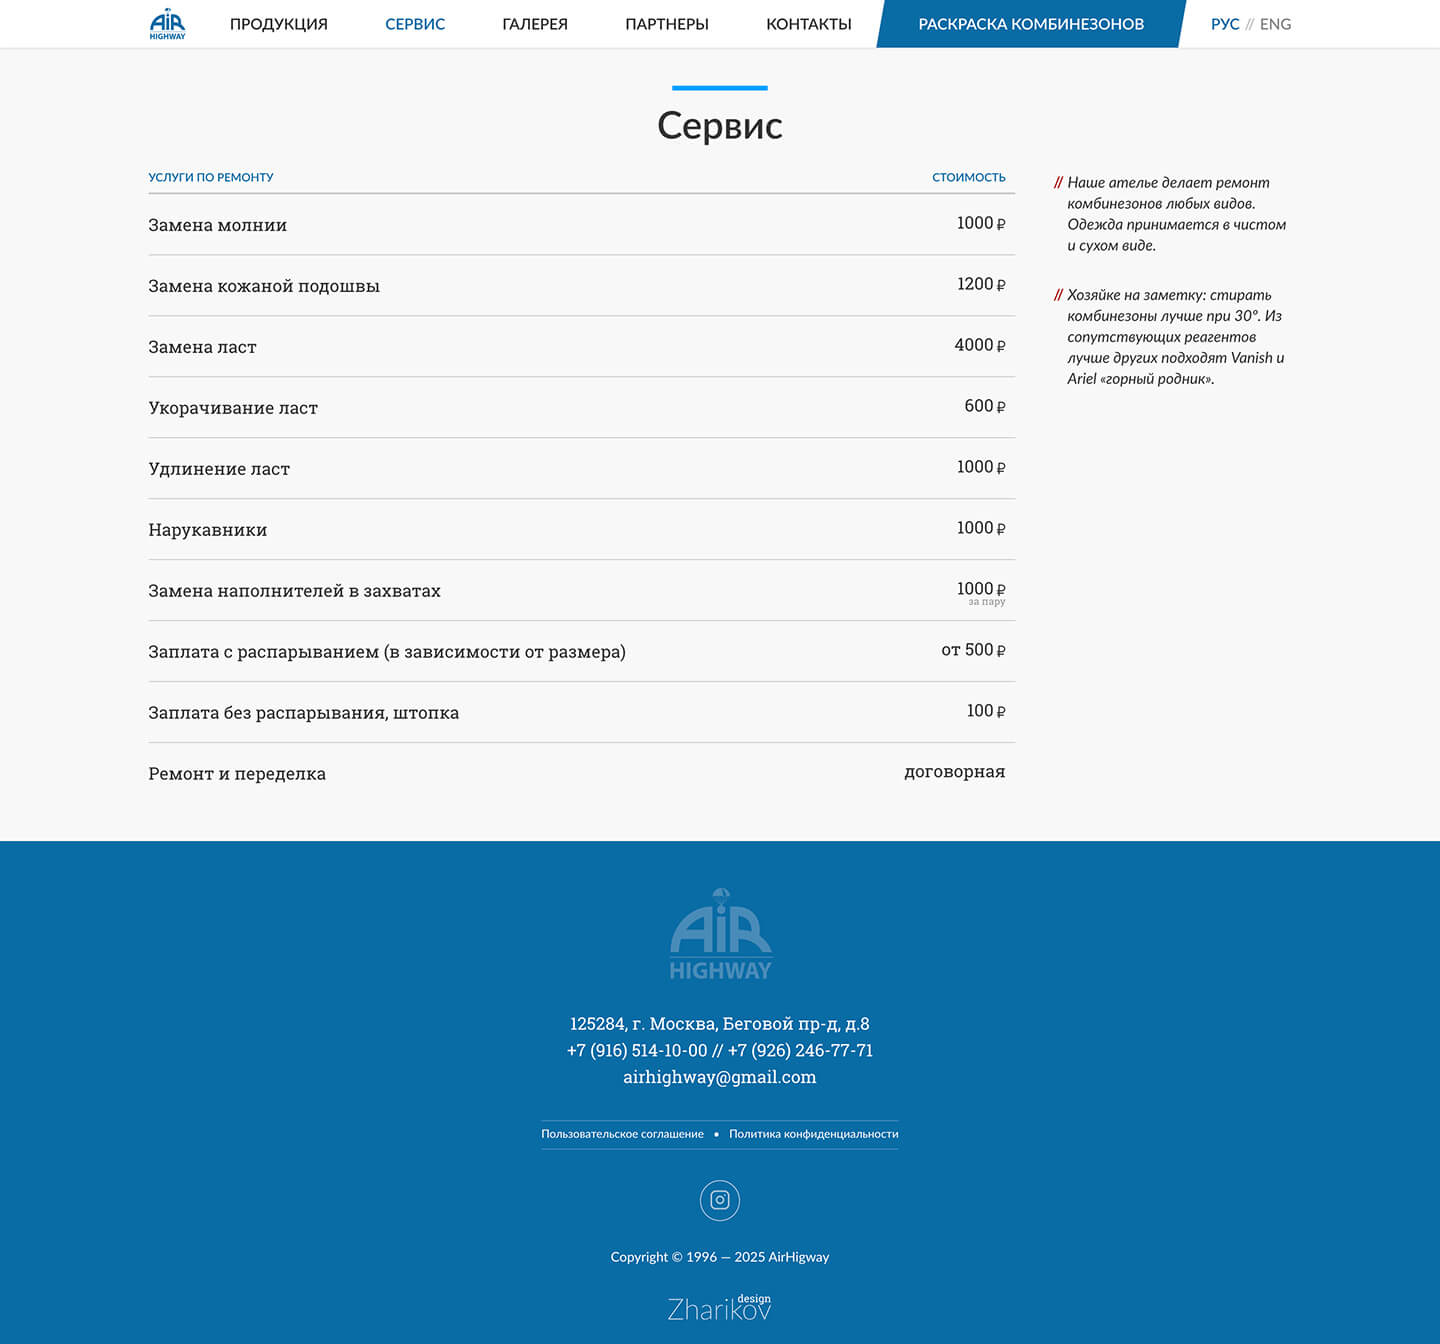 AIR HIGHWAY
ПРОДУКЦИЯ СЕРВИС ГАЛЕРЕЯ ПАРТНЕРЫ КОНТАКТЫ РАСКРАСКА КОМБИНЕЗОНОВ РУС // ENG
Сервис
УСЛУГИ ПО РЕМОНТУ СТОИМОСТЬ
Замена молнии 1000 ₽
Замена кожаной подошвы 1200 ₽
Замена ласт 4000 ₽
Укорачивание ласт 600 ₽
Удлинение ласт 1000 ₽
Нарукавники 1000 ₽
Замена наполнителей в захватах 1000 ₽
за пару
Заплата с распарыванием (в зависимости от размера) от 500 ₽
Заплата без распарывания, штопка 100 ₽
Ремонт и переделка договорная
// Наше ателье делает ремонт
комбинезонов любых видов.
Одежда принимается в чистом
и сухом виде.
// Хозяйке на заметку: стирать
комбинезоны лучше при 30°. Из
сопутствующих реагентов
лучше других подходят Vanish и
Ariel «горный родник».
AIR
HIGHWAY
125284, г. Москва, Беговой пр-д, д.8
+7 (916) 514-10-00 // +7 (926) 246-77-71
airhighway@gmail.com
Пользовательское соглашение • Политика конфиденциальности
Copyright © 1996 — 2025 AirHigway
design
Zharikov